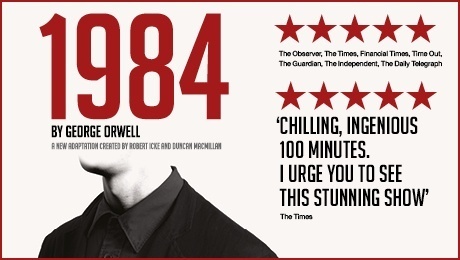 1984
BY GEORGE ORWELL
A NEW ADAPTATION CREATED BY ROBERT ICKE AND DUNCAN MACMILLAN
The Observer, The Times, Financial Times, Time Out,
The Guardian, The Independent, The Daily Telegraph
‘CHILLING, INGENIOUS
100 MINUTES.
I URGE YOU TO SEE
THIS STUNNING SHOW’
The Times